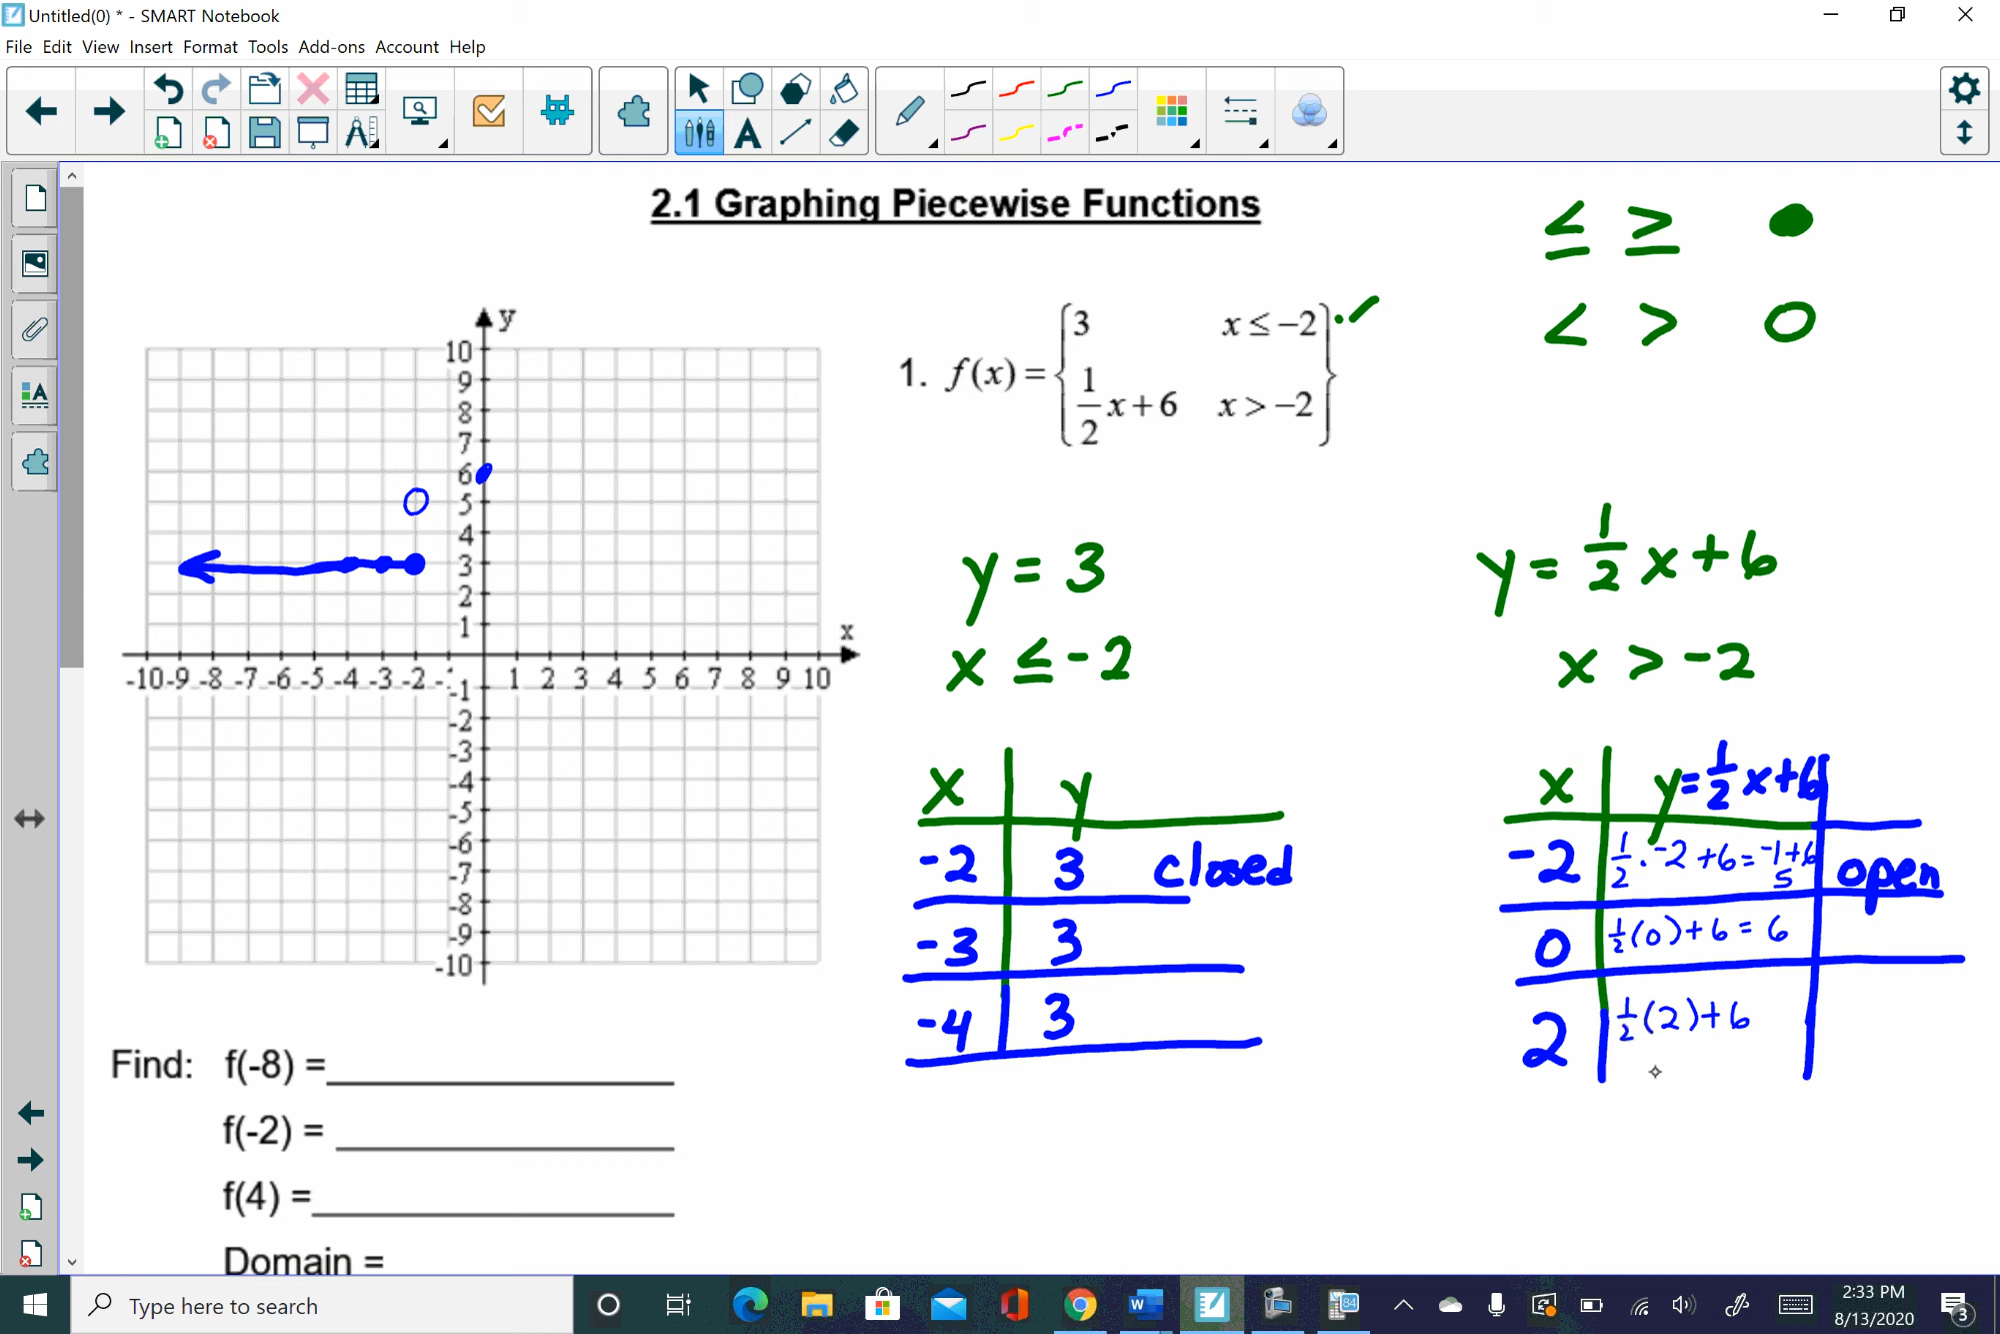 Untitled(0) * - SMART Notebook
File Edit View Insert Format Tools Add-ons Account Help
2.1 Graphing Piecewise Functions
≤ ≥ ●
< > O
1. f(x) = { 3 x ≤ -2 } ✓
1/2 x + 6 x > -2
y
10
9
8
7
6
5
4
3
2
1
x
-10 -9 -8 -7 -6 -5 -4 -3 -2 -1 1 2 3 4 5 6 7 8 9 10
-1
-2
-3
-4
-5
-6
-7
-8
-9
-10
y = 3
x ≤ -2
x y
-2 3 closed
-3 3
-4 3
y = 1/2 x + 6
x > -2
x y = 1/2 x + 6
-2 1/2 · -2 + 6 = -1 + 6 open
5
0 1/2 (0) + 6 = 6
2 1/2 (2) + 6
Find: f(-8) =
f(-2) =
f(4) =
Domain =
Type here to search
W
84
2:33 PM
8/13/2020
3